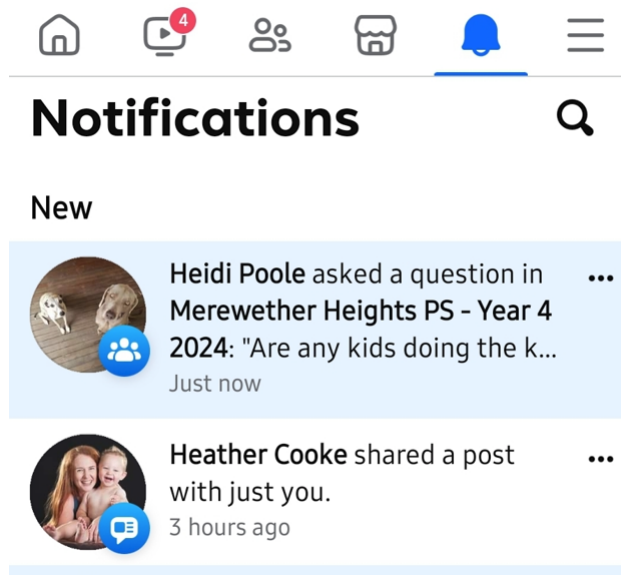 4
Notifications
New
Heidi Poole asked a question in
Merewether Heights PS - Year 4
2024: "Are any kids doing the k...
Just now
Heather Cooke shared a post
with just you.
3 hours ago